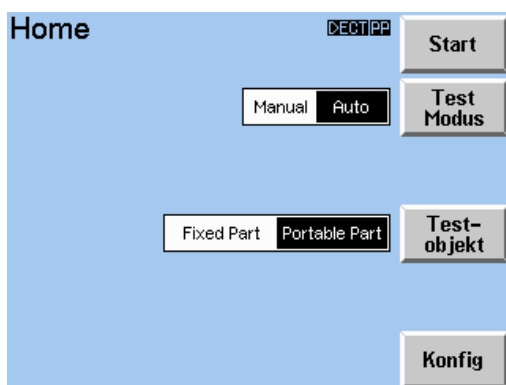 Home
DECT PP
Start
Manual Auto
Test
Modus
Fixed Part Portable Part
Test-
objekt
Konfig